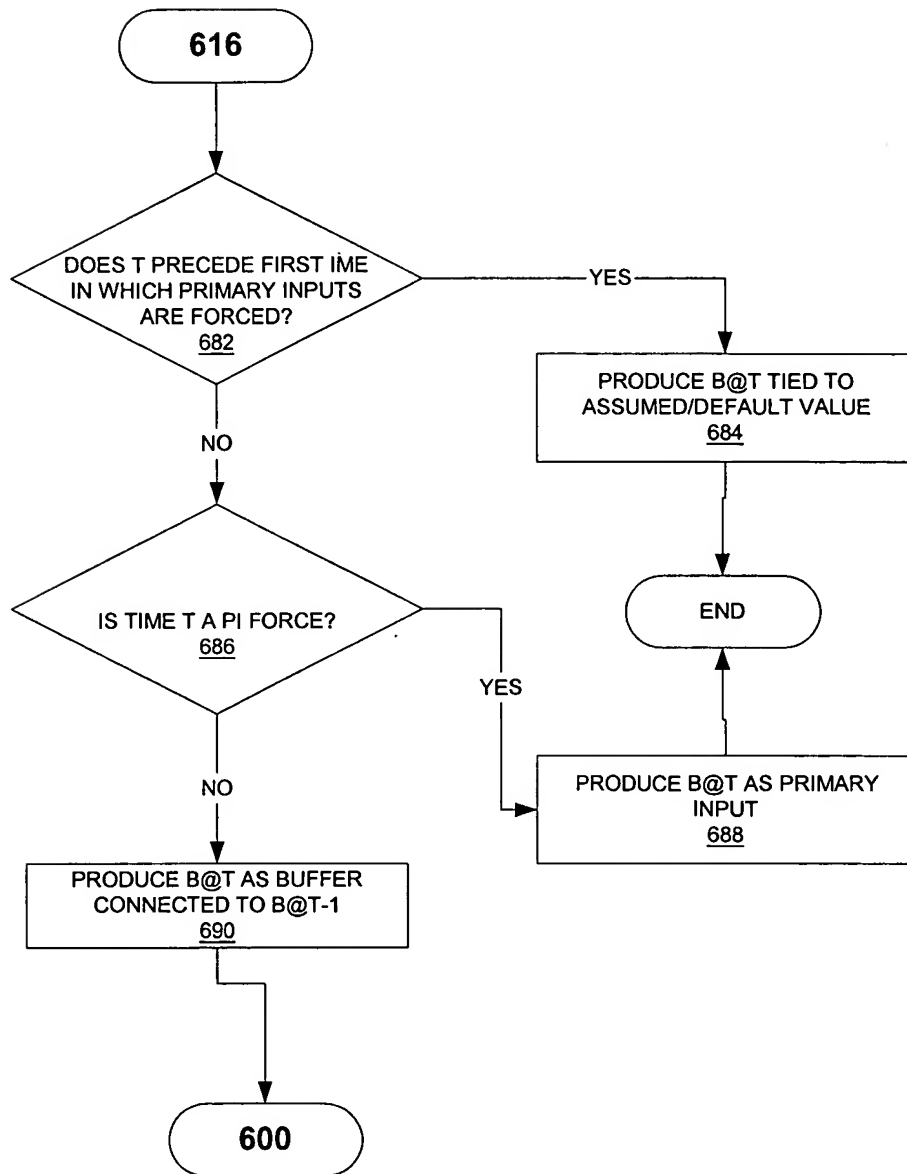 616
DOES T PRECEDE FIRST IME
IN WHICH PRIMARY INPUTS
ARE FORCED?
682
YES
PRODUCE B@T TIED TO
ASSUMED/DEFAULT VALUE
684
NO
END
IS TIME T A PI FORCE?
686
YES
PRODUCE B@T AS PRIMARY
INPUT
688
NO
PRODUCE B@T AS BUFFER
CONNECTED TO B@T-1
690
600